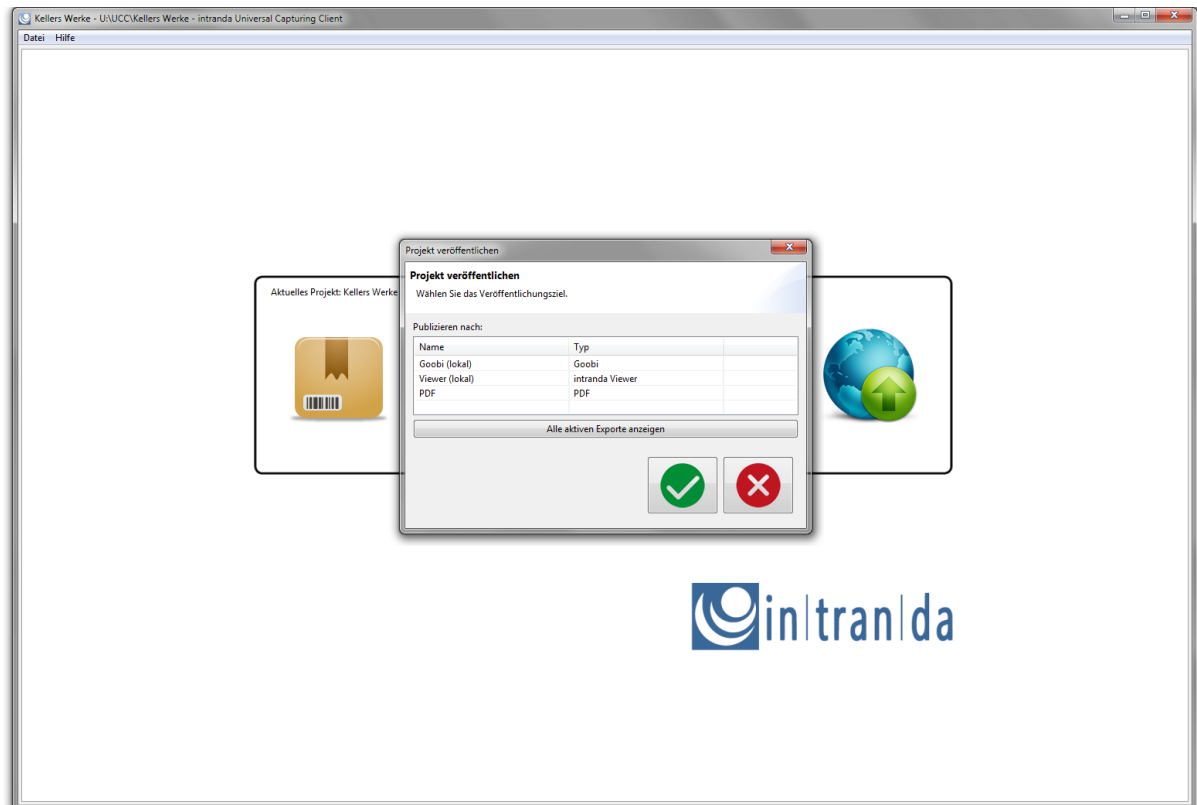 Kellers Werke - U:\UCC\Kellers Werke - intranda Universal Capturing Client
Datei Hilfe
Aktuelles Projekt: Kellers Werke
Projekt veröffentlichen
Projekt veröffentlichen
Wählen Sie das Veröffentlichungsziel.
Publizieren nach:
Name Typ
Goobi (lokal) Goobi
Viewer (lokal) intranda Viewer
PDF PDF
Alle aktiven Exporte anzeigen
in|tran|da